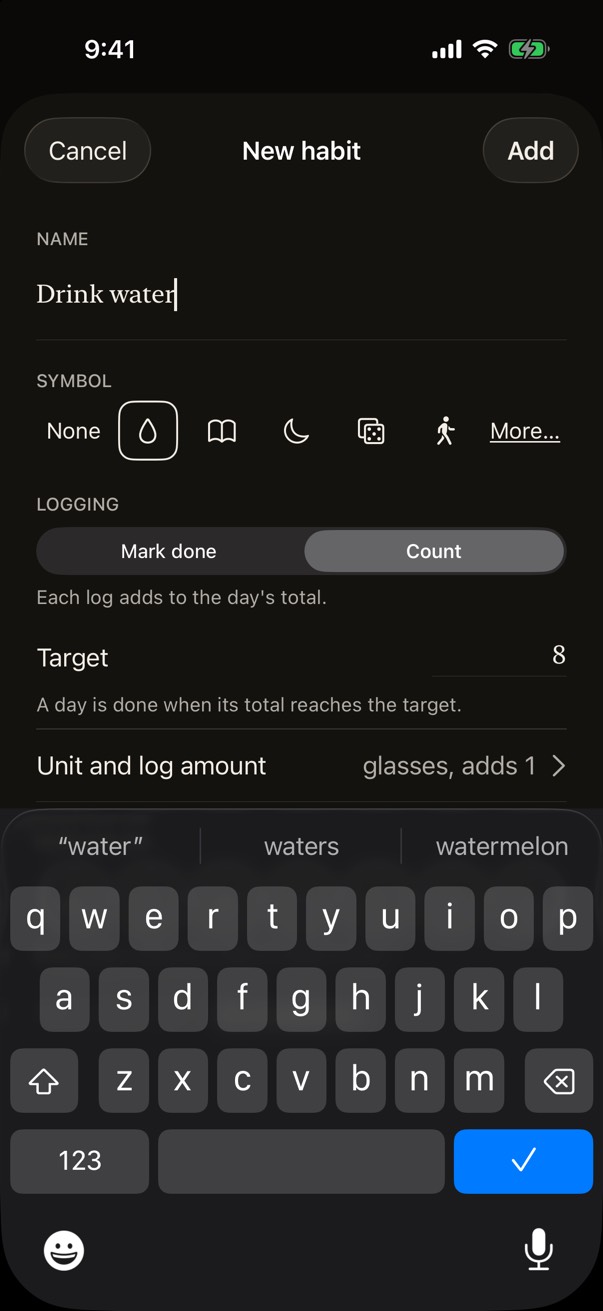 9:41
Cancel New habit Add
NAME
Drink water
SYMBOL
None More...
LOGGING
Mark done Count
Each log adds to the day's total.
Target 8
A day is done when its total reaches the target.
Unit and log amount glasses, adds 1
“water” waters watermelon
q w e r t y u i o p
a s d f g h j k l
z x c v b n m
123